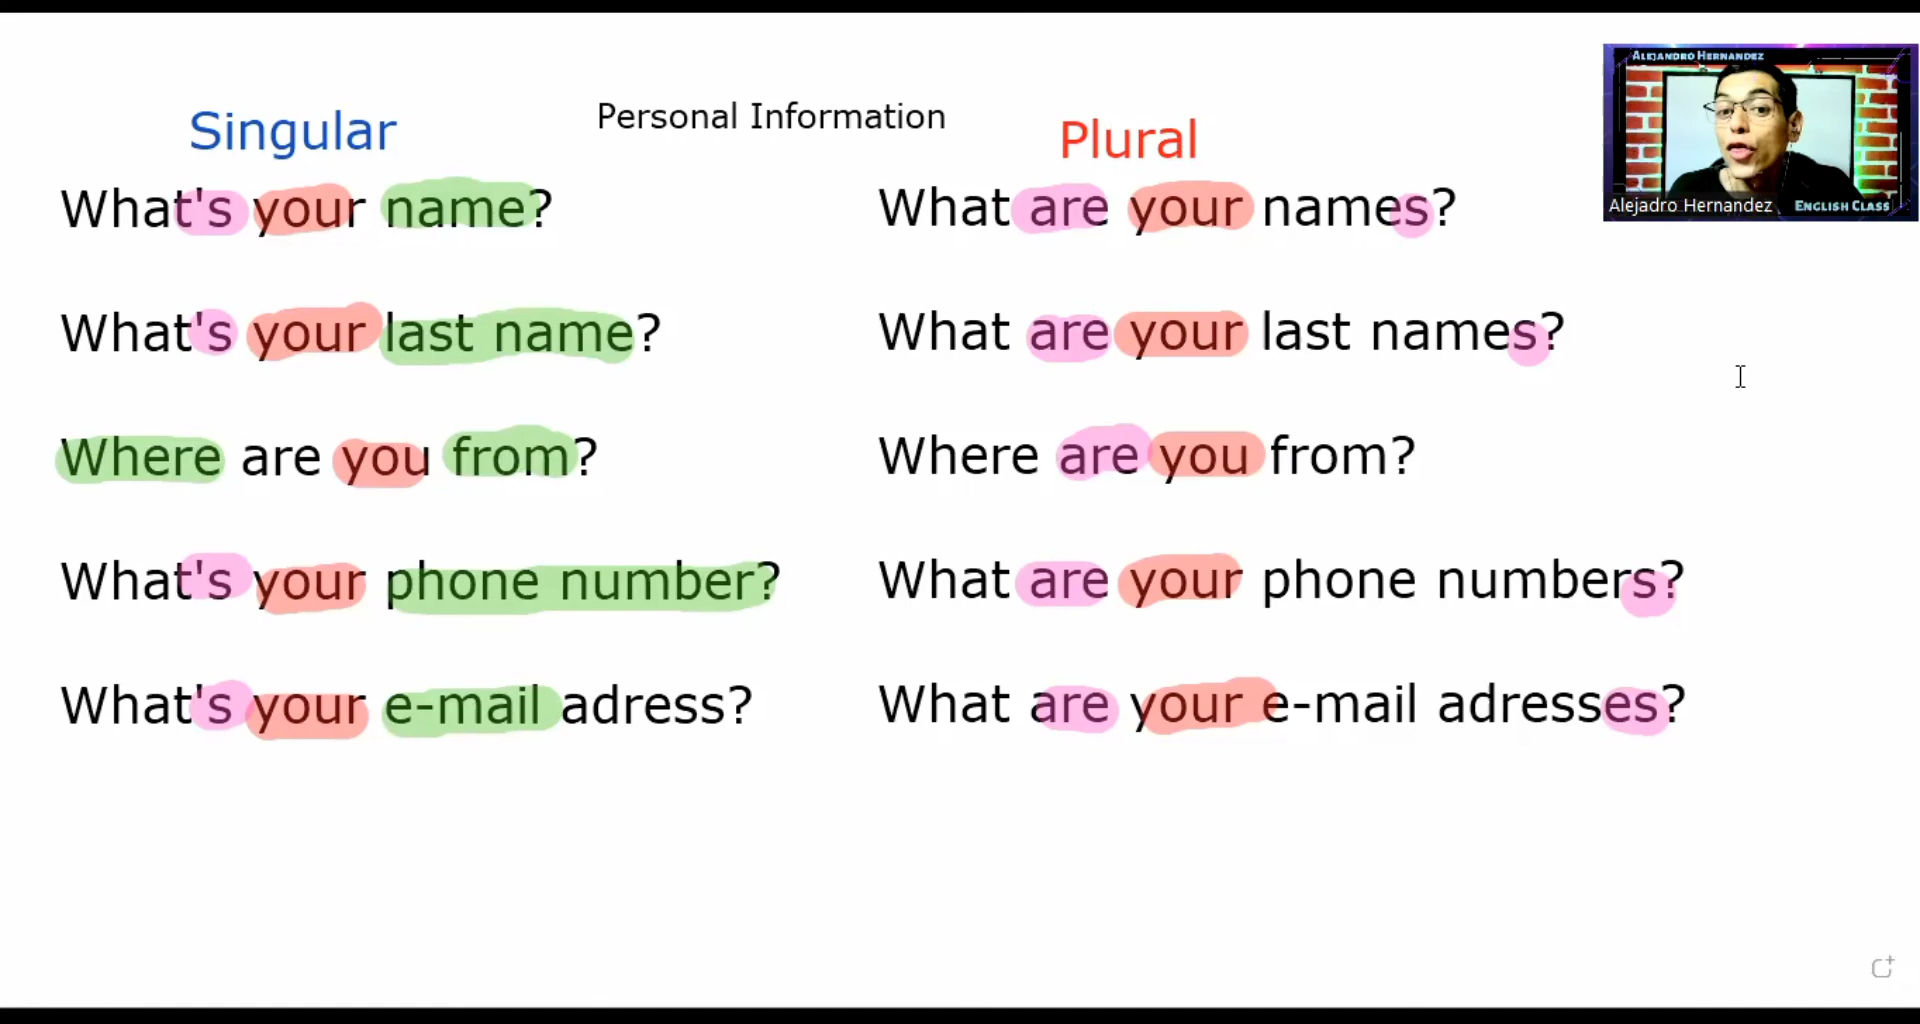 Singular
Personal Information
Plural
What's your name?
What are your names?
What's your last name?
What are your last names?
Where are you from?
Where are you from?
What's your phone number?
What are your phone numbers?
What's your e-mail adress?
What are your e-mail adresses?
ALEJANDRO HERNANDEZ
Alejadro Hernandez
ENGLISH CLASS